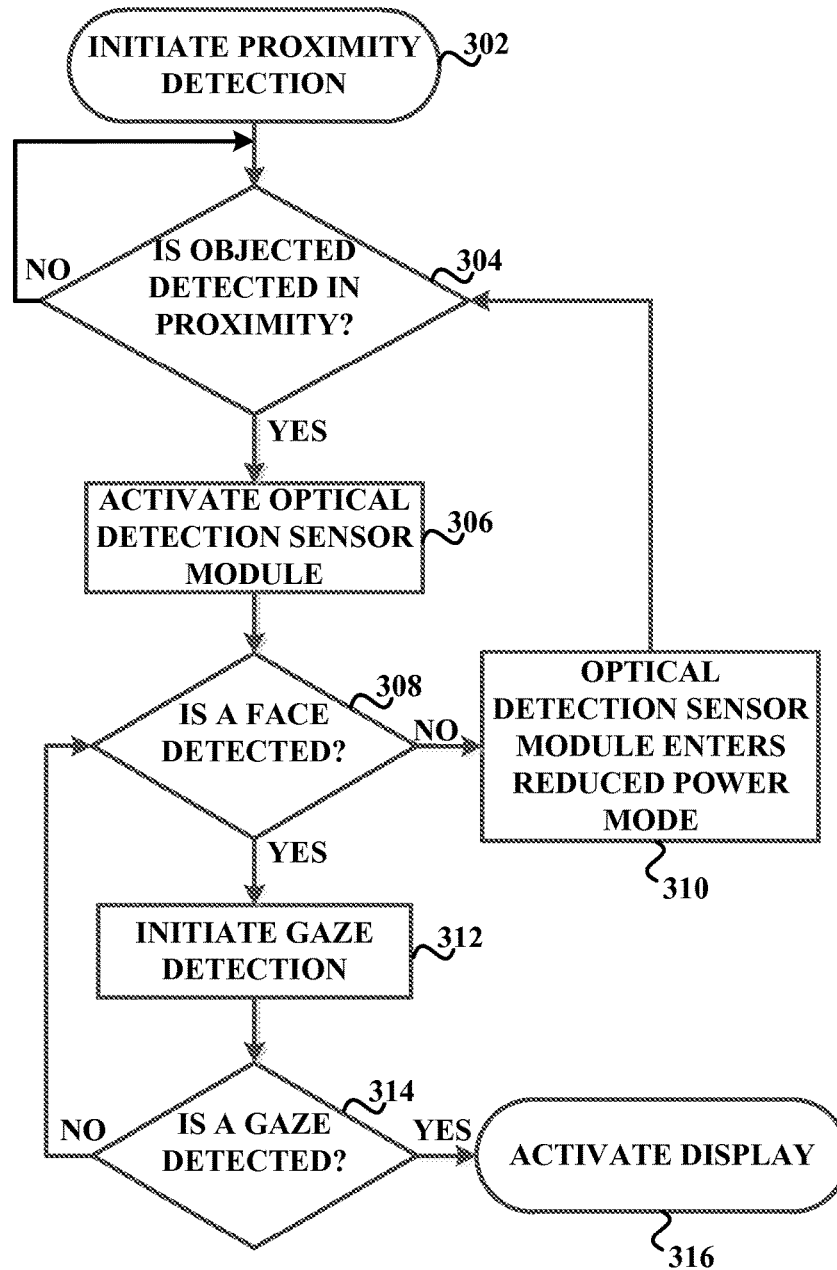 INITIATE PROXIMITY
DETECTION
302
IS OBJECTED
DETECTED IN
PROXIMITY?
304
NO
YES
ACTIVATE OPTICAL
DETECTION SENSOR
MODULE
306
IS A FACE
DETECTED?
308
NO
YES
OPTICAL
DETECTION SENSOR
MODULE ENTERS
REDUCED POWER
MODE
310
INITIATE GAZE
DETECTION
312
IS A GAZE
DETECTED?
314
NO
YES
ACTIVATE DISPLAY
316